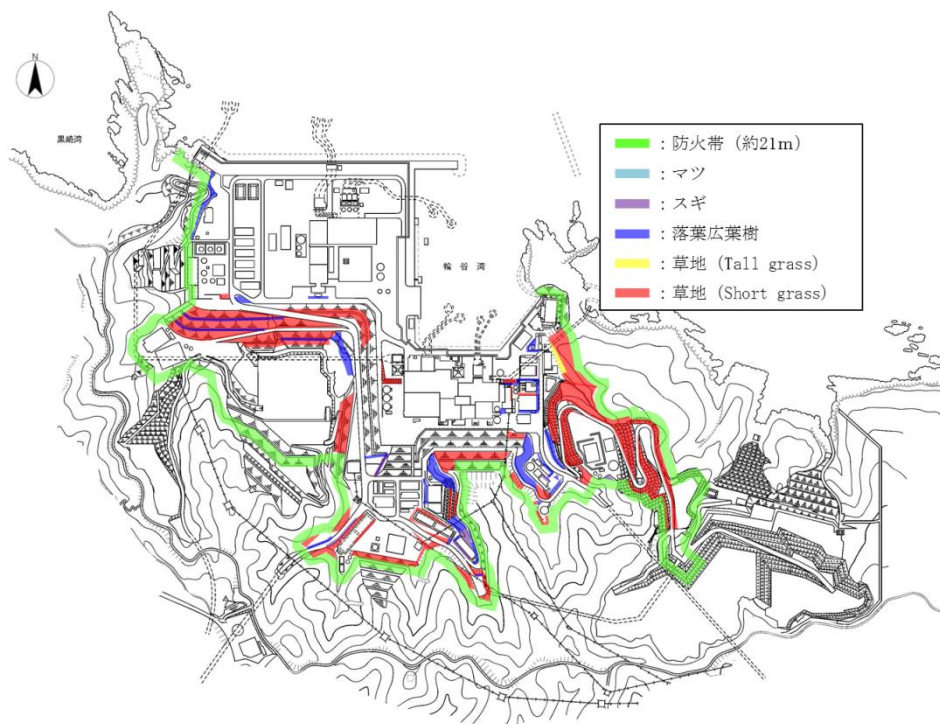 N
黒崎湾
輪谷湾
：防火帯（約21m）
：マツ
：スギ
：落葉広葉樹
：草地（Tall grass）
：草地（Short grass）